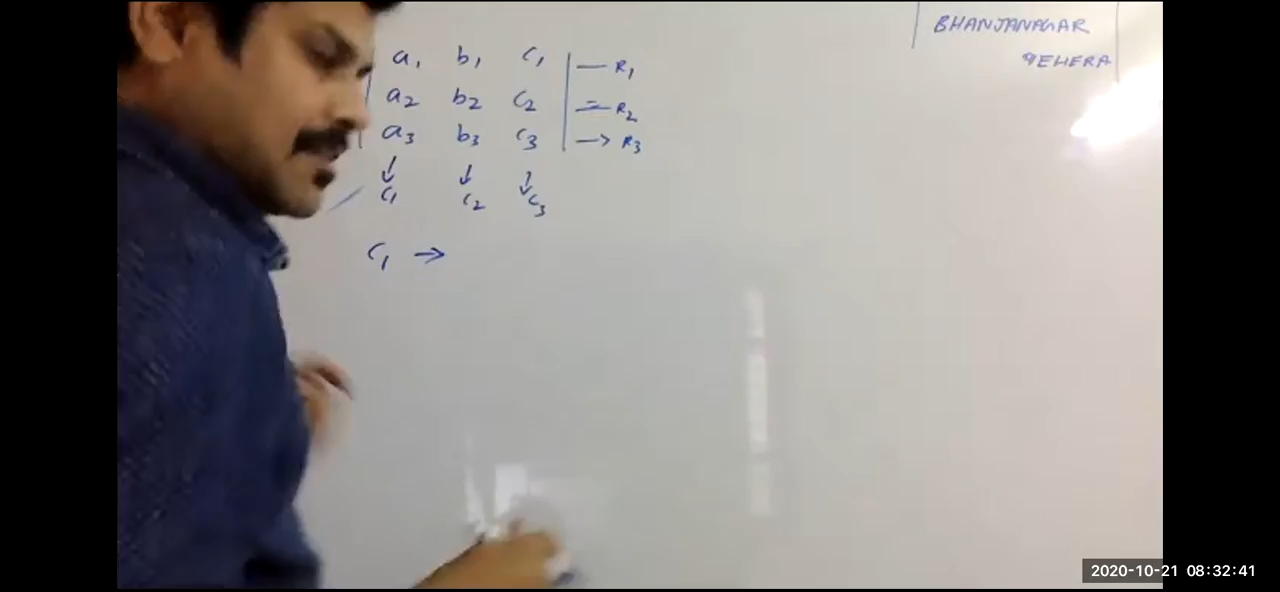 BHANJANAGAR
a1 b1 c1 — R1
a2 b2 c2 = R2
a3 b3 c3 → R3
↓ ↓ ↓
c1 c2 c3
c1 →
2020-10-21 08:32:41